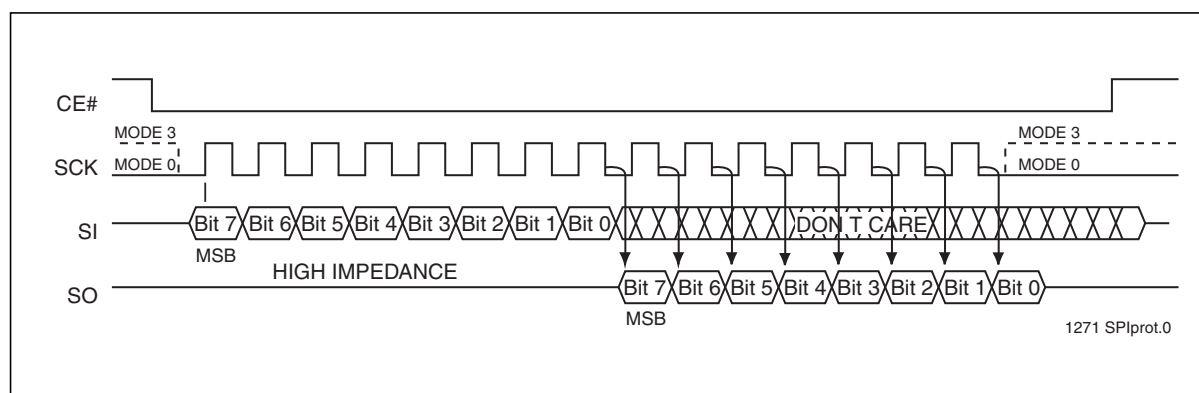 CE#
MODE 3 MODE 3
SCK MODE 0 MODE 0
SI Bit 7 Bit 6 Bit 5 Bit 4 Bit 3 Bit 2 Bit 1 Bit 0 DON T CARE
MSB
HIGH IMPEDANCE
SO Bit 7 Bit 6 Bit 5 Bit 4 Bit 3 Bit 2 Bit 1 Bit 0
MSB
1271 SPIprot.0